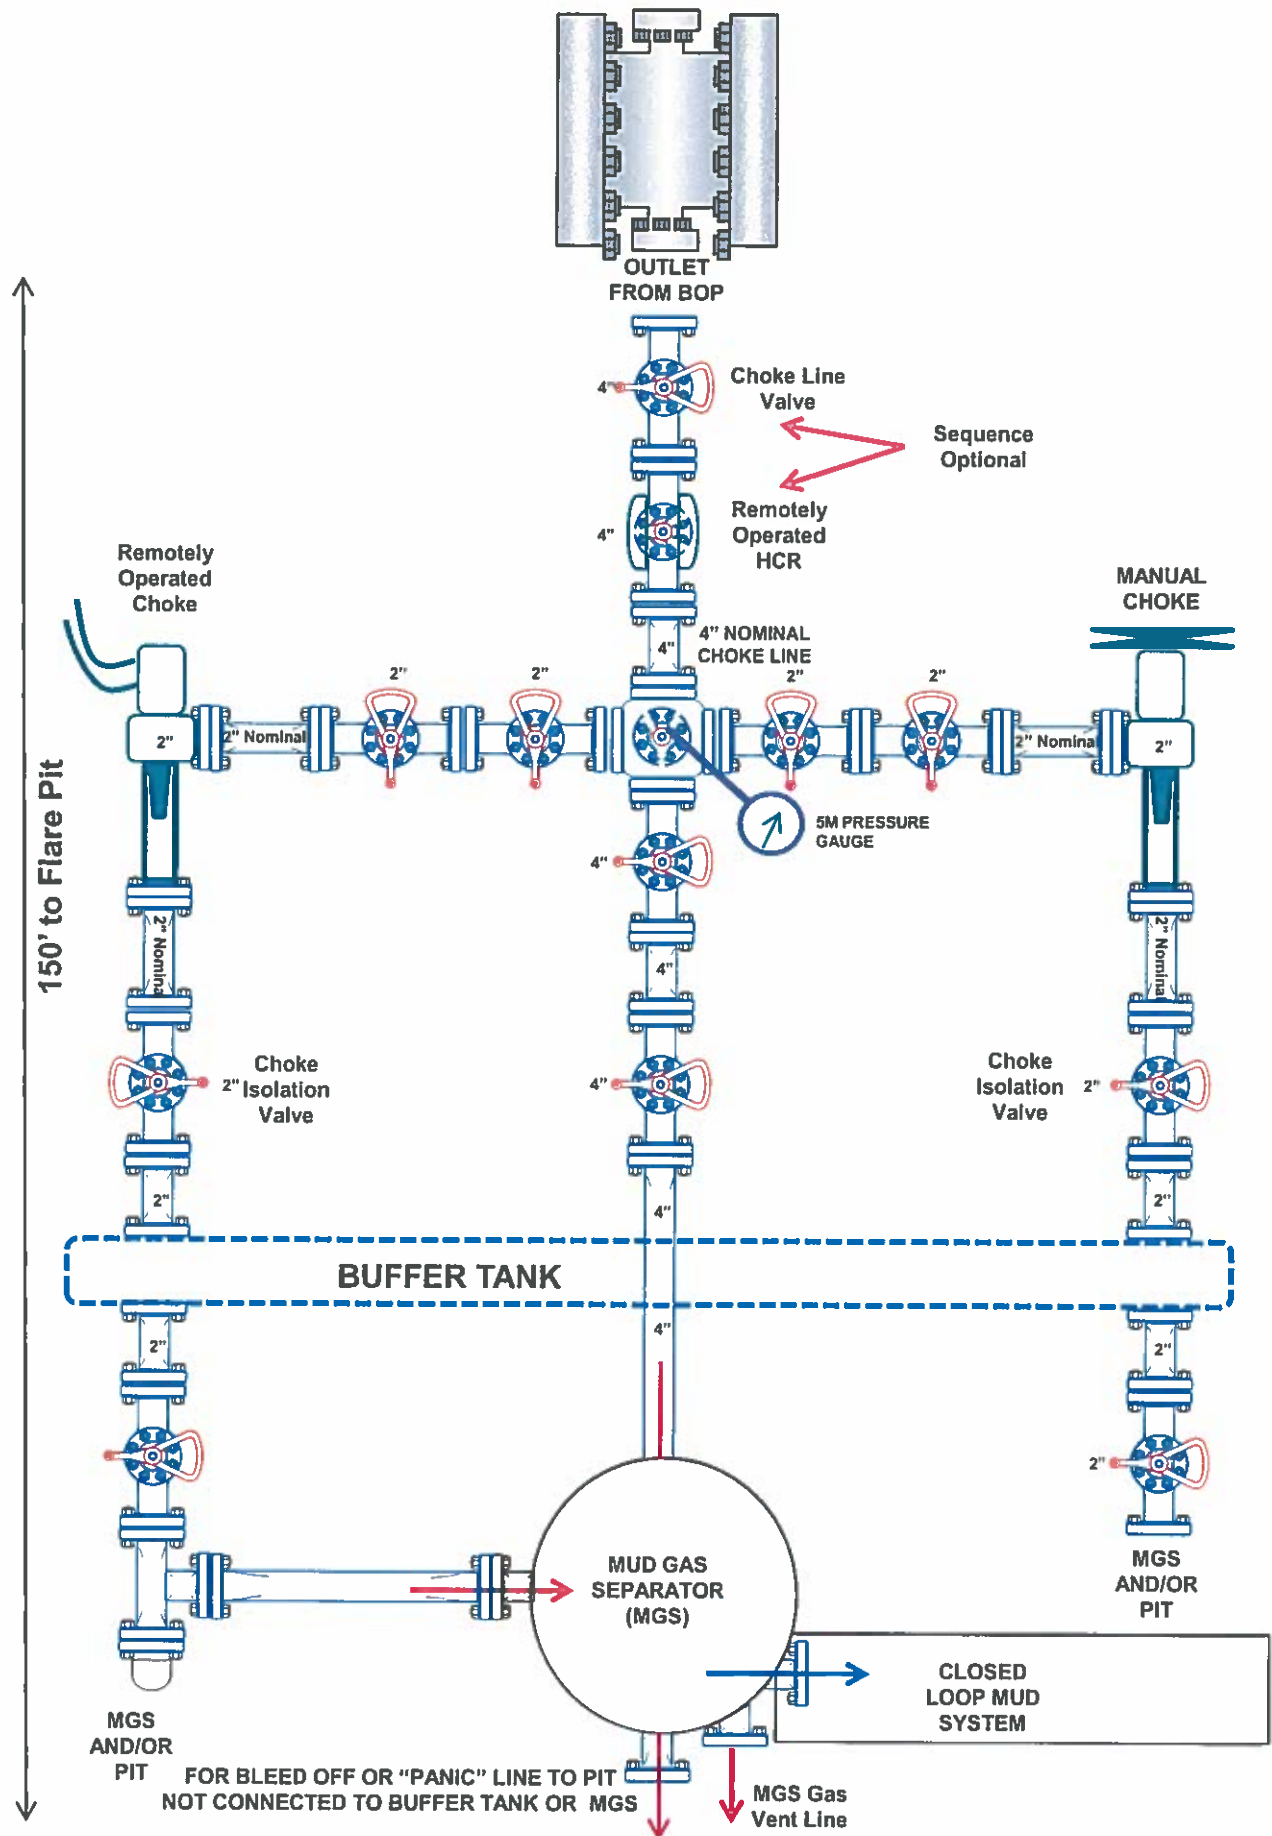 OUTLET
FROM BOP
4"
Choke Line
Valve
Sequence
Optional
4"
Remotely
Operated
HCR
Remotely
Operated
Choke
MANUAL
CHOKE
4"
4" NOMINAL
CHOKE LINE
2"
2"
2"
2"
2"
2" Nominal
2" Nominal
2"
5M PRESSURE
GAUGE
4"
150' to Flare Pit
2" Nominal
4"
2" Nominal
2"
Choke
Isolation
Valve
4"
Choke
Isolation
Valve
2"
2"
4"
2"
BUFFER TANK
2"
4"
2"
2"
MUD GAS
SEPARATOR
(MGS)
MGS
AND/OR
PIT
CLOSED
LOOP MUD
SYSTEM
MGS
AND/OR
PIT
FOR BLEED OFF OR "PANIC" LINE TO PIT
NOT CONNECTED TO BUFFER TANK OR MGS
MGS Gas
Vent Line